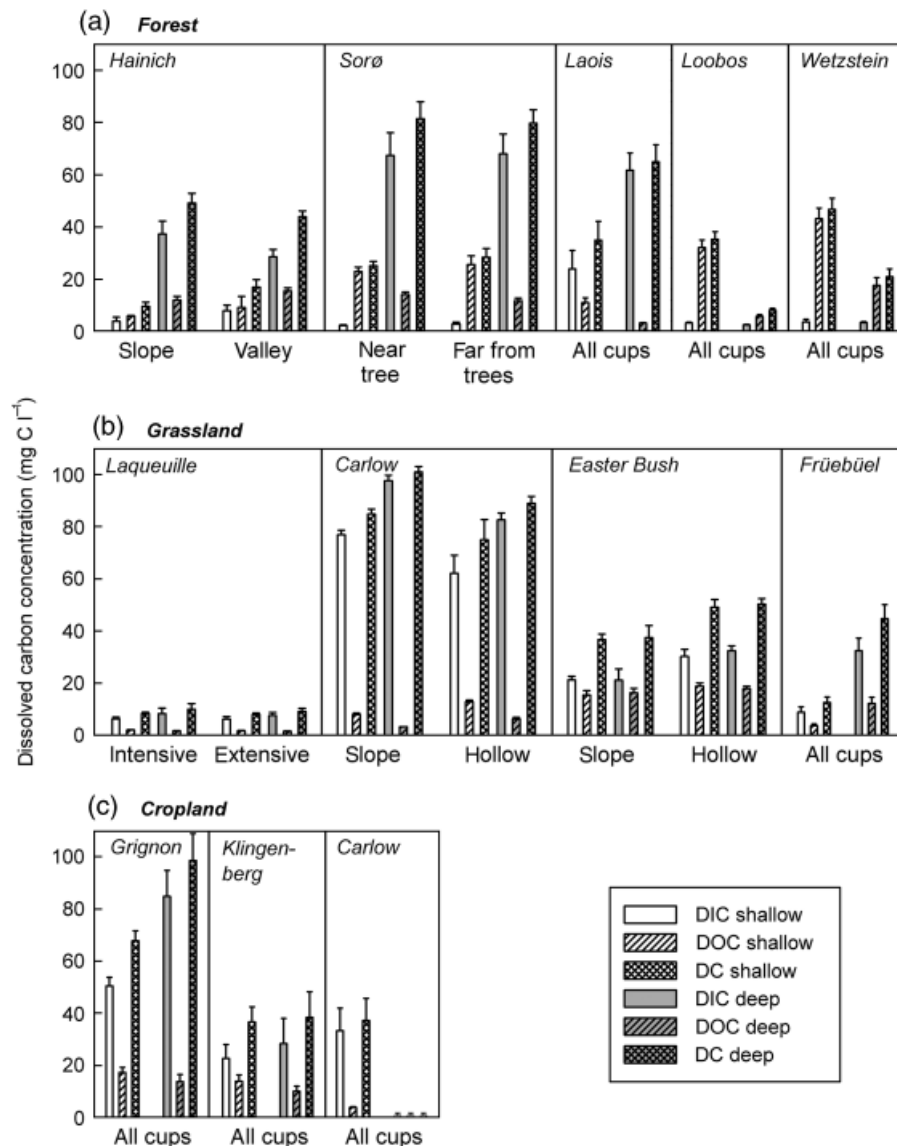 (a) Forest
Hainich Sorø Laois Loobos Wetzstein
100
80
60
40
20
0
Slope Valley Near tree Far from trees All cups All cups All cups
Dissolved carbon concentration (mg C l⁻¹)
(b) Grassland
Laqueuille Carlow Easter Bush Früebüel
100
80
60
40
20
0
Intensive Extensive Slope Hollow Slope Hollow All cups
(c) Cropland
Grignon Klingen-berg Carlow
100
80
60
40
20
0
All cups All cups All cups
DIC shallow
DOC shallow
DC shallow
DIC deep
DOC deep
DC deep